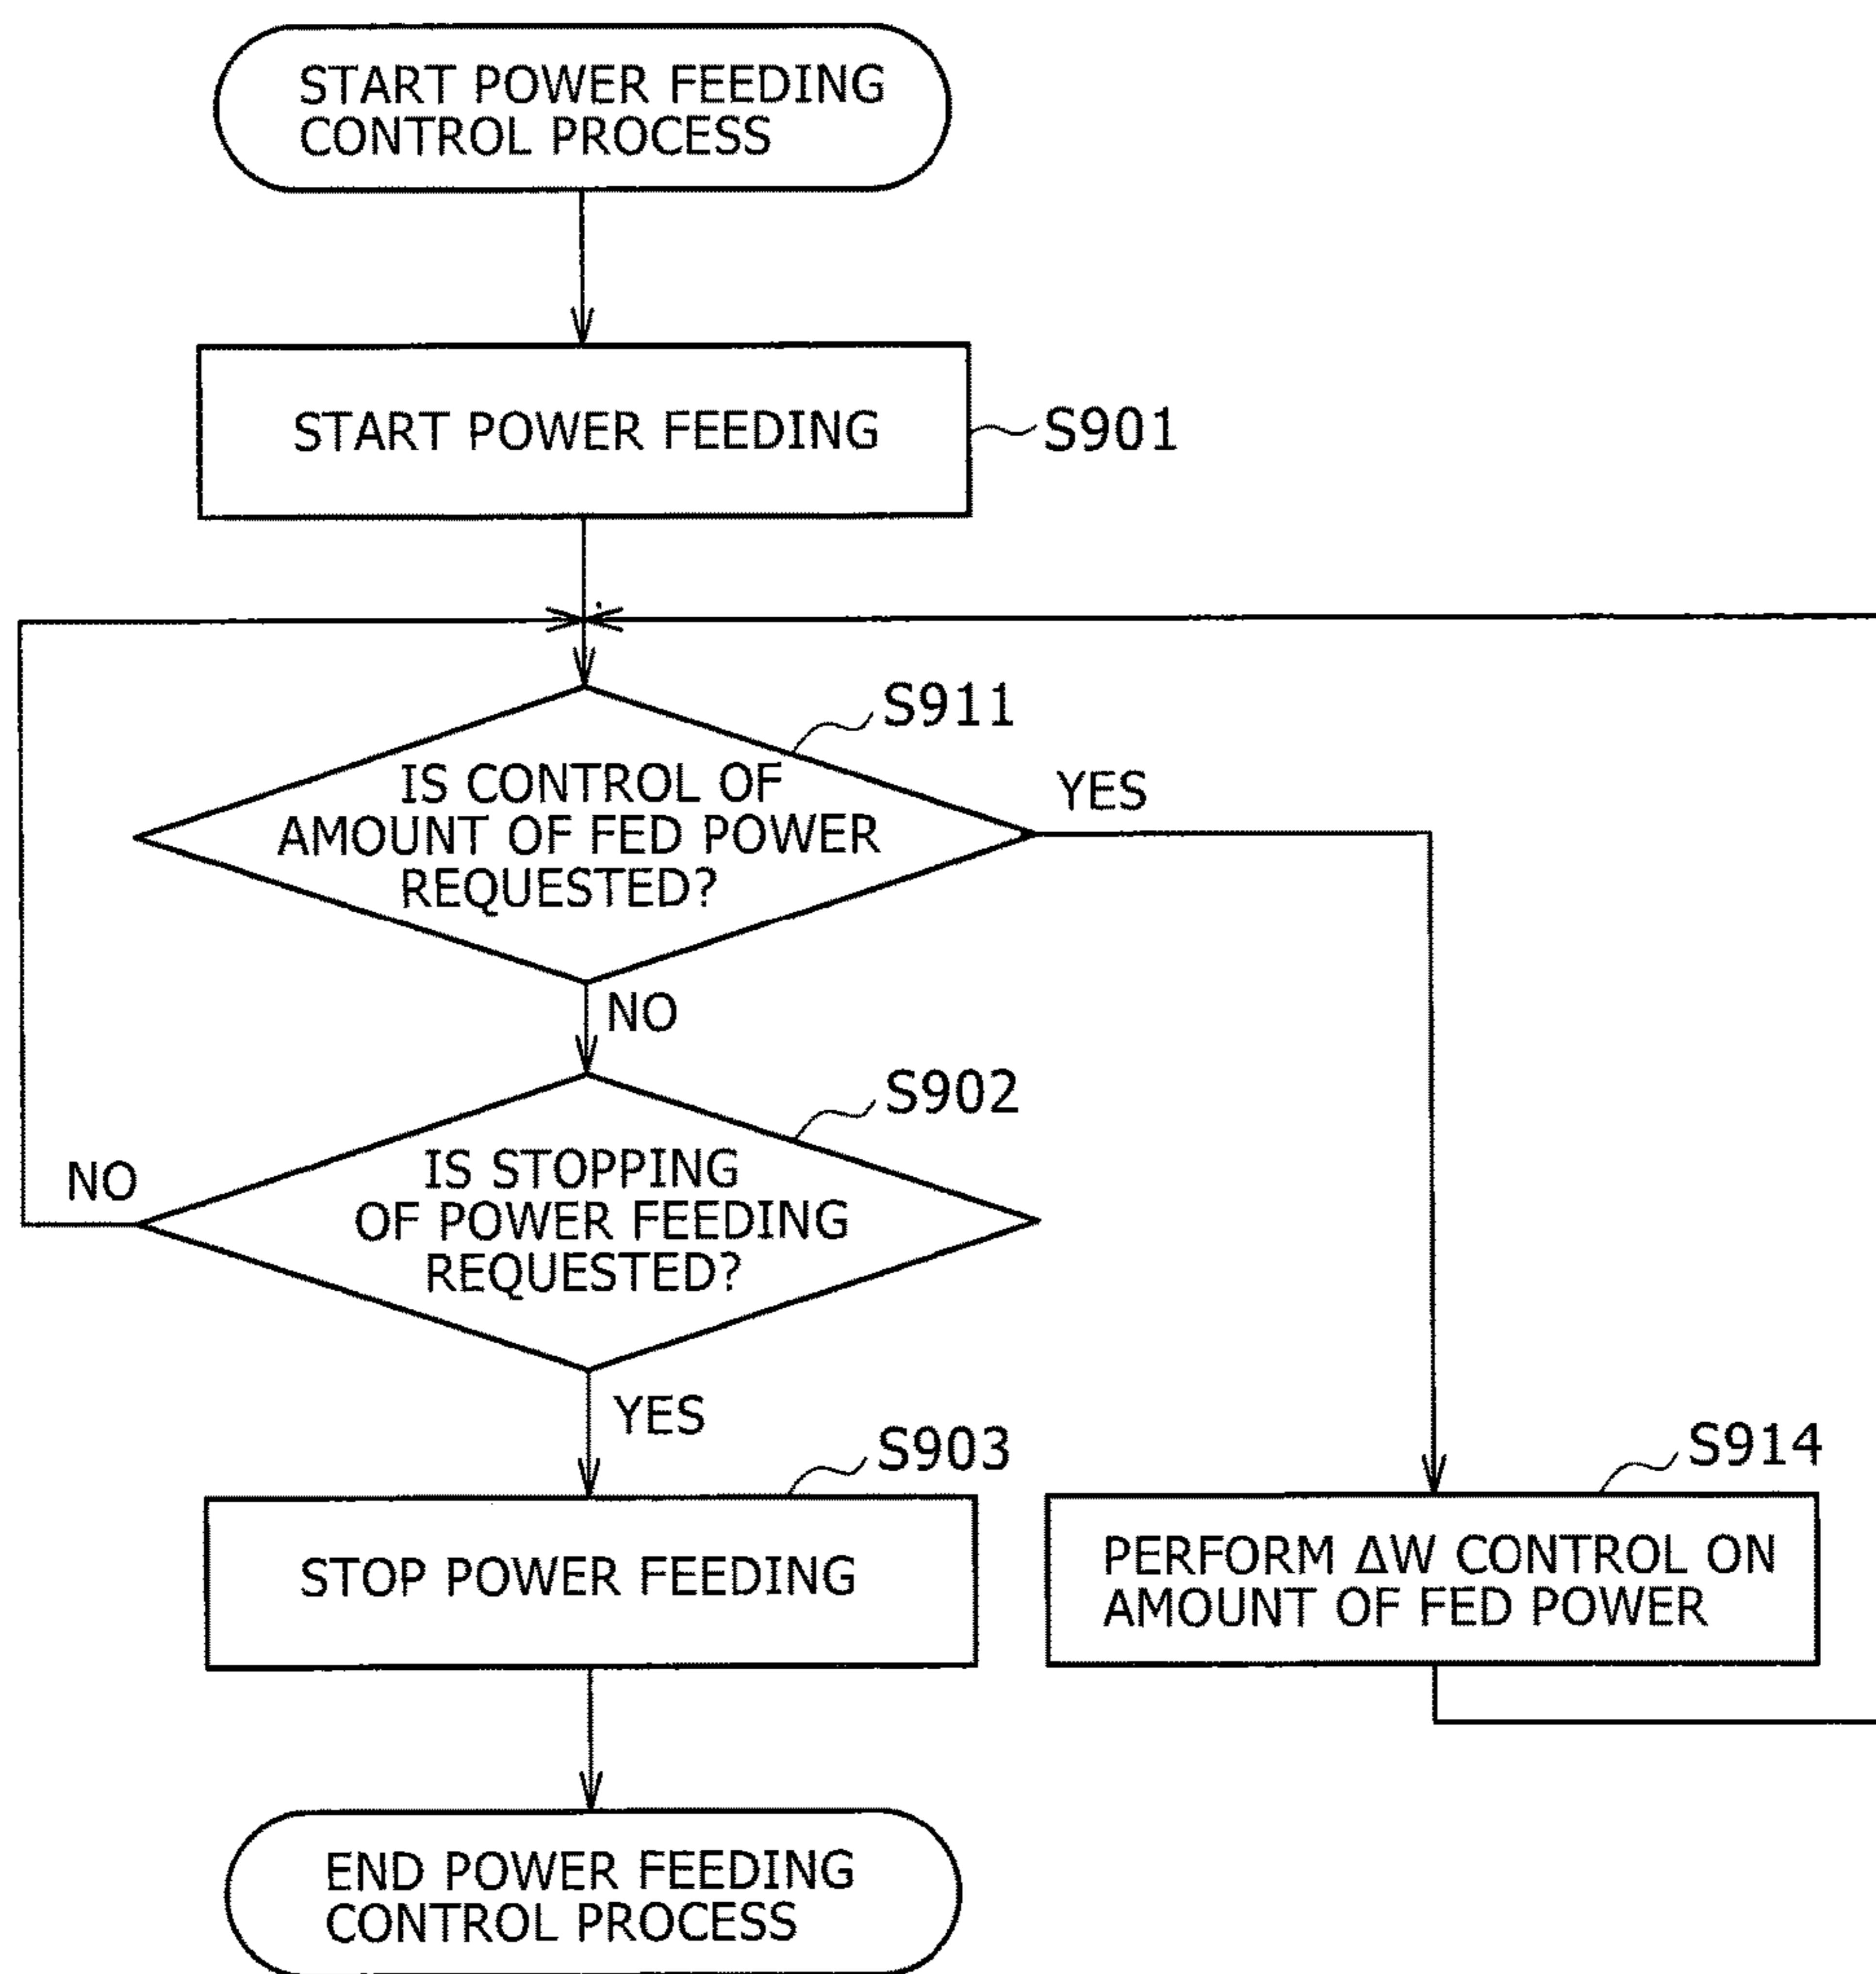 START POWER FEEDING
CONTROL PROCESS
START POWER FEEDING
S901
S911
IS CONTROL OF
AMOUNT OF FED POWER
REQUESTED?
YES
NO
S902
IS STOPPING
OF POWER FEEDING
REQUESTED?
NO
YES
S903
STOP POWER FEEDING
S914
PERFORM ΔW CONTROL ON
AMOUNT OF FED POWER
END POWER FEEDING
CONTROL PROCESS